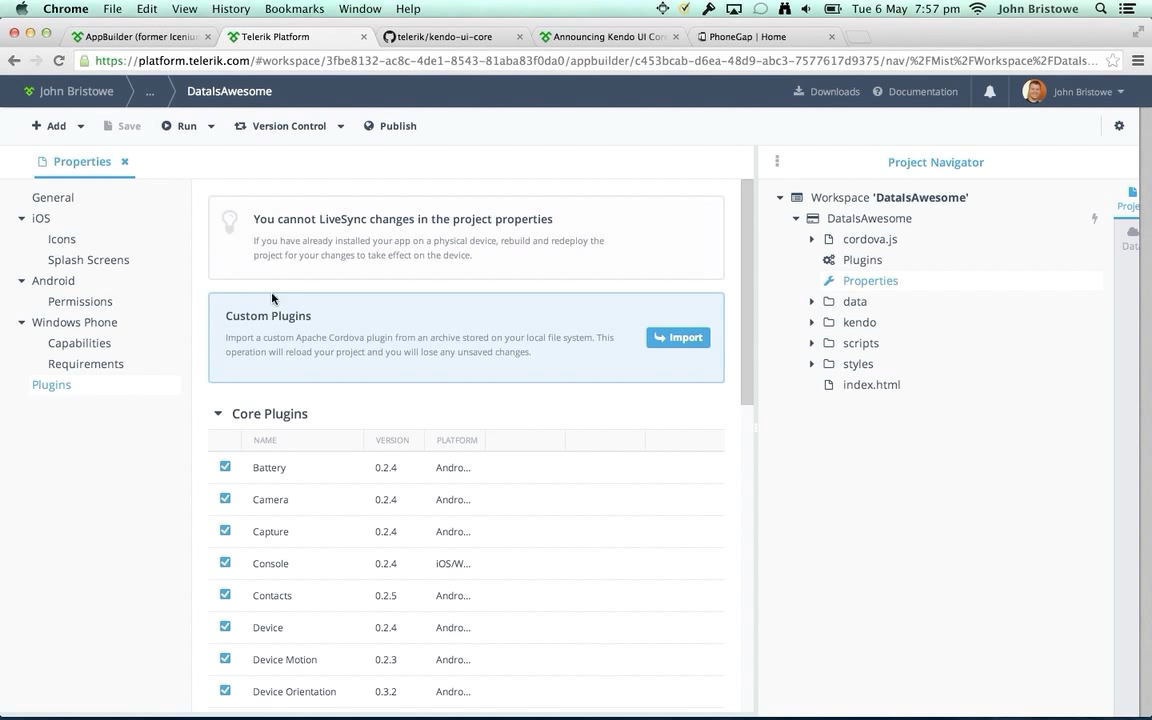 Chrome File Edit View History Bookmarks Window Help Tue 6 May 7:57 pm John Bristowe
AppBuilder (former Iceniu
Telerik Platform
telerik/kendo-ui-core
Announcing Kendo UI Core
PhoneGap | Home
https://platform.telerik.com/#workspace/3fbe8132-ac8c-4de1-8543-81aba83f0da0/appbuilder/c453bcab-d6ea-48d9-abc3-7577617d9375/nav/%2FMist%2FWorkspace%2FDataIs...
John Bristowe ... DataIsAwesome Downloads Documentation John Bristowe
Add Save Run Version Control Publish
Properties
Project Navigator
General
iOS
Icons
Splash Screens
Android
Permissions
Windows Phone
Capabilities
Requirements
Plugins
You cannot LiveSync changes in the project properties
If you have already installed your app on a physical device, rebuild and redeploy the
project for your changes to take effect on the device.
Custom Plugins
Import a custom Apache Cordova plugin from an archive stored on your local file system. This
operation will reload your project and you will lose any unsaved changes.
Import
Core Plugins
NAME VERSION PLATFORM
Battery 0.2.4 Andro...
Camera 0.2.4 Andro...
Capture 0.2.4 Andro...
Console 0.2.4 iOS/W...
Contacts 0.2.5 Andro...
Device 0.2.4 Andro...
Device Motion 0.2.3 Andro...
Device Orientation 0.3.2 Andro...
Workspace 'DataIsAwesome'
DataIsAwesome
cordova.js
Plugins
Properties
data
kendo
scripts
styles
index.html
Proje
Data